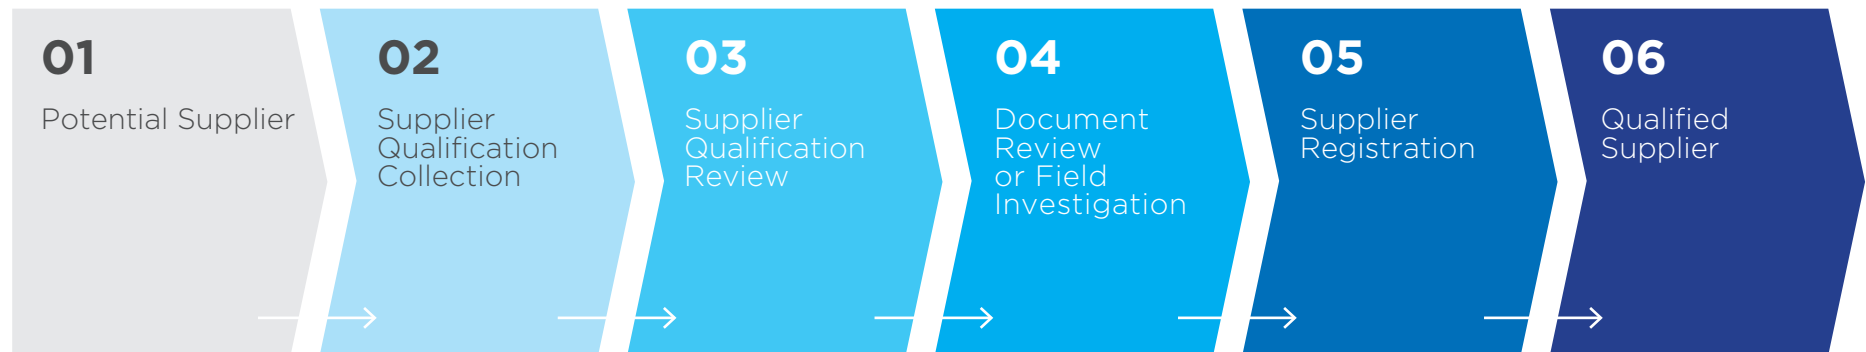 01
Potential Supplier
02
Supplier
Qualification
Collection
03
Supplier
Qualification
Review
04
Document
Review
or Field
Investigation
05
Supplier
Registration
06
Qualified
Supplier